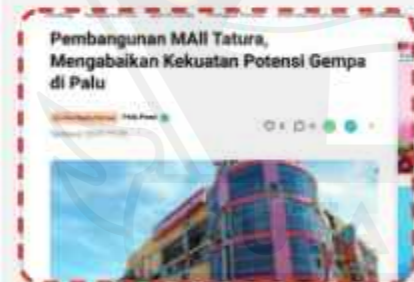 Pembangunan MAll Tatura,
Mengabaikan Kekuatan Potensi Gempa
di Palu